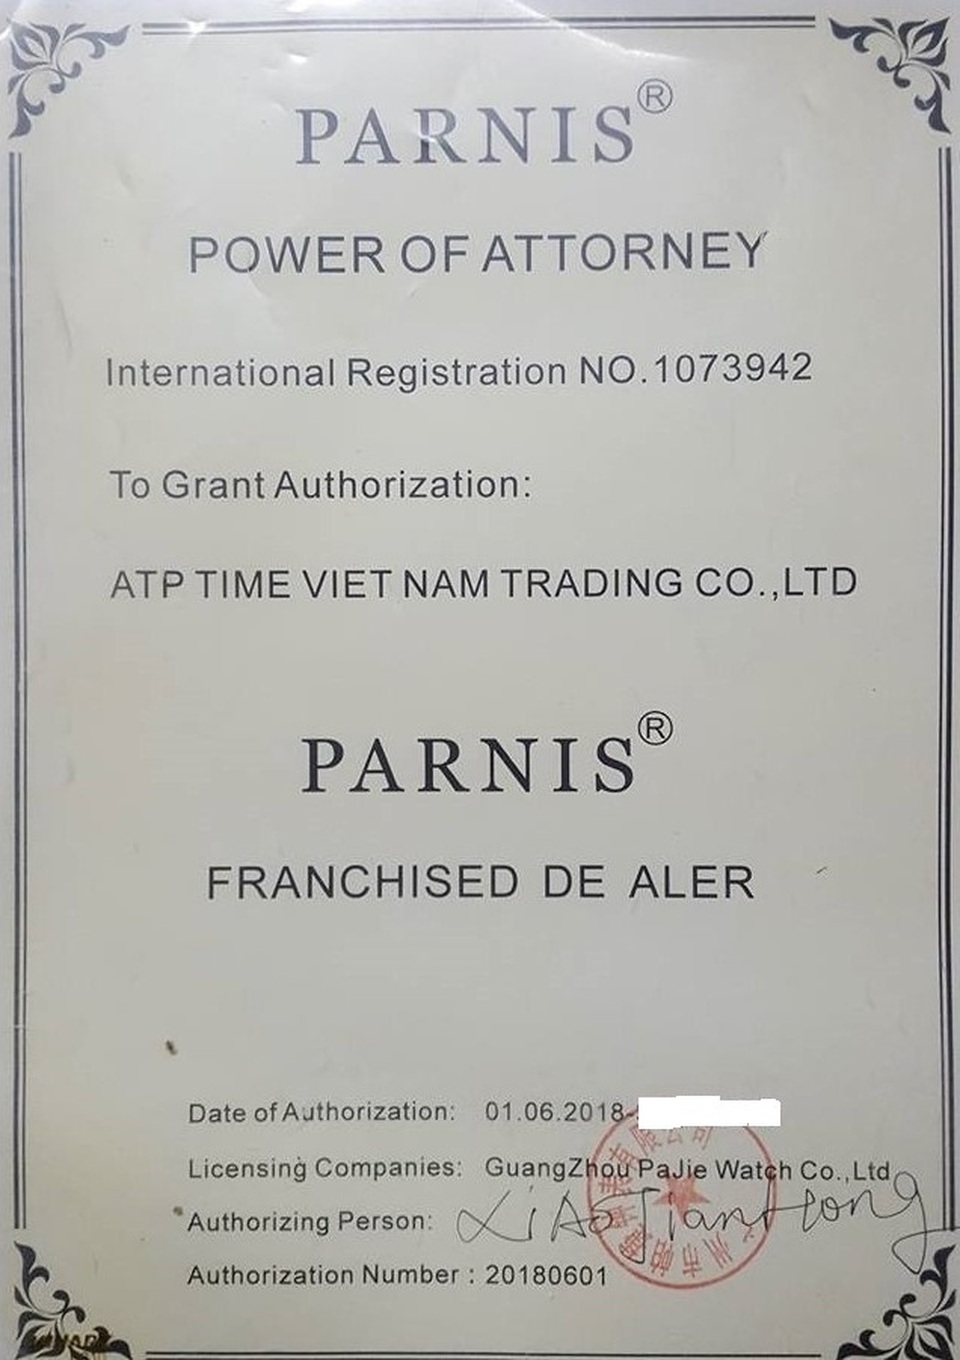 PARNIS®
POWER OF ATTORNEY
International Registration NO.1073942
To Grant Authorization:
ATP TIME VIET NAM TRADING CO.,LTD
PARNIS®
FRANCHISED DE ALER
Date of Authorization: 01.06.2018-
Licensing Companies: GuangZhou PaJie Watch Co.,Ltd
Authorizing Person: LiAo TianHong
Authorization Number : 20180601